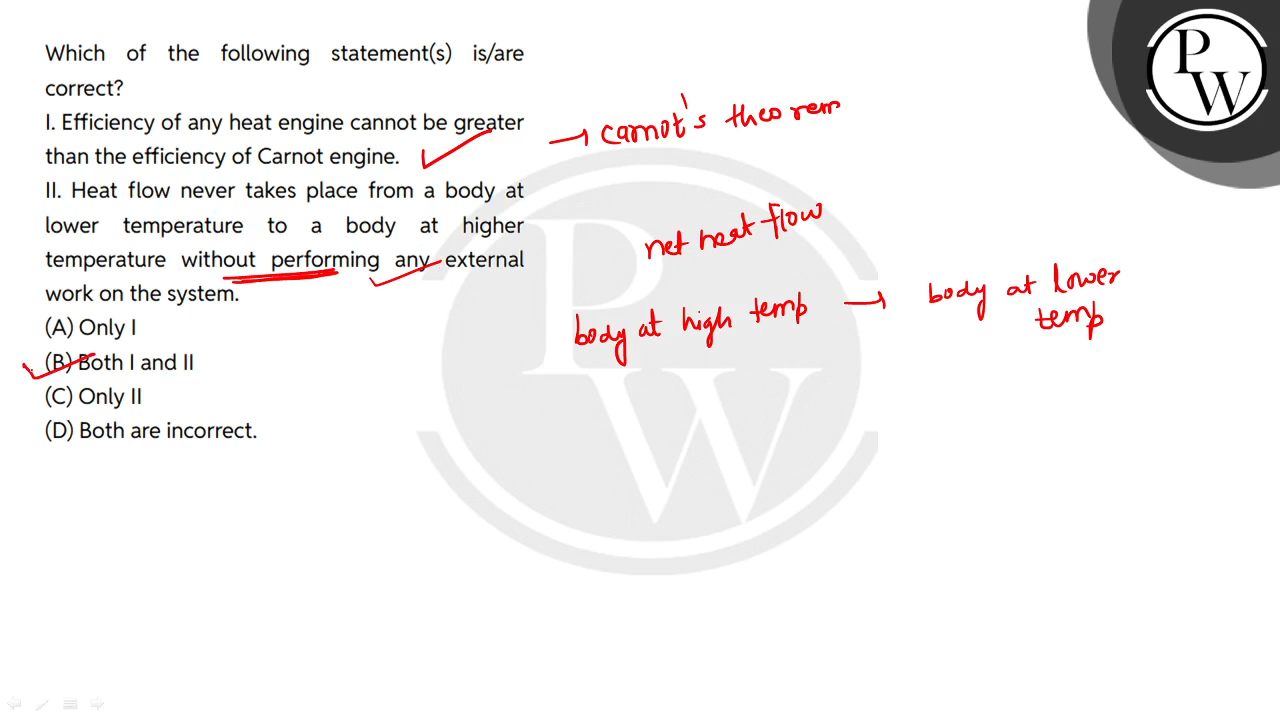 Which of the following statement(s) is/are
correct?
I. Efficiency of any heat engine cannot be greater
than the efficiency of Carnot engine.
II. Heat flow never takes place from a body at
lower temperature to a body at higher
temperature without performing any external
work on the system.
(A) Only I
(B) Both I and II
(C) Only II
(D) Both are incorrect.
→ Carnot's theorem
net heat flow
body at high temp → body at lower
temp
P
W
P
W